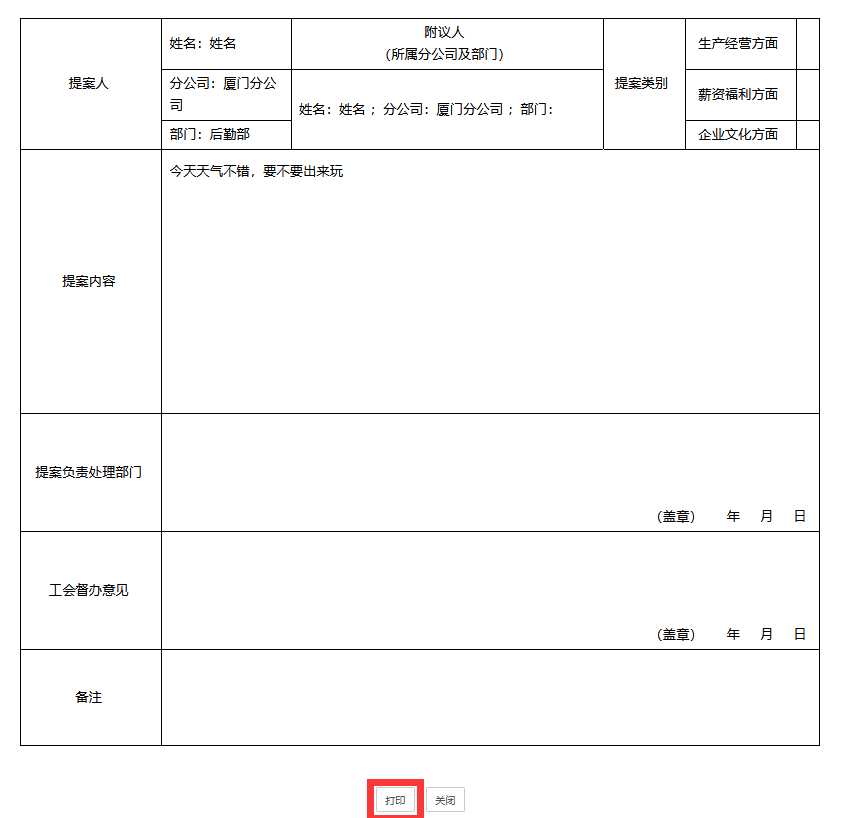 提案人
姓名：姓名
附议人
（所属分公司及部门）
提案类别
生产经营方面
分公司：厦门分公
司
姓名：姓名 ；分公司：厦门分公司 ；部门：
薪资福利方面
部门：后勤部
企业文化方面
提案内容
今天天气不错，要不要出来玩
提案负责处理部门
（盖章） 年 月 日
工会督办意见
（盖章） 年 月 日
备注
打印 关闭